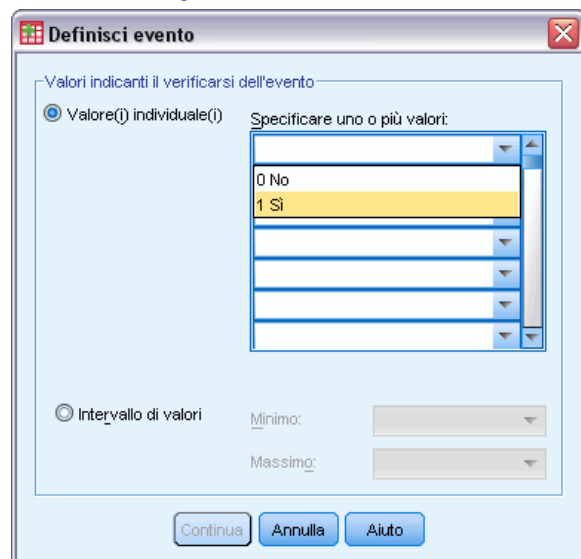 Definisci evento
Valori indicanti il verificarsi dell'evento
Valore(i) individuale(i)
Specificare uno o più valori:
0 No
1 Sì
Intervallo di valori
Minimo:
Massimo:
Continua
Annulla
Aiuto